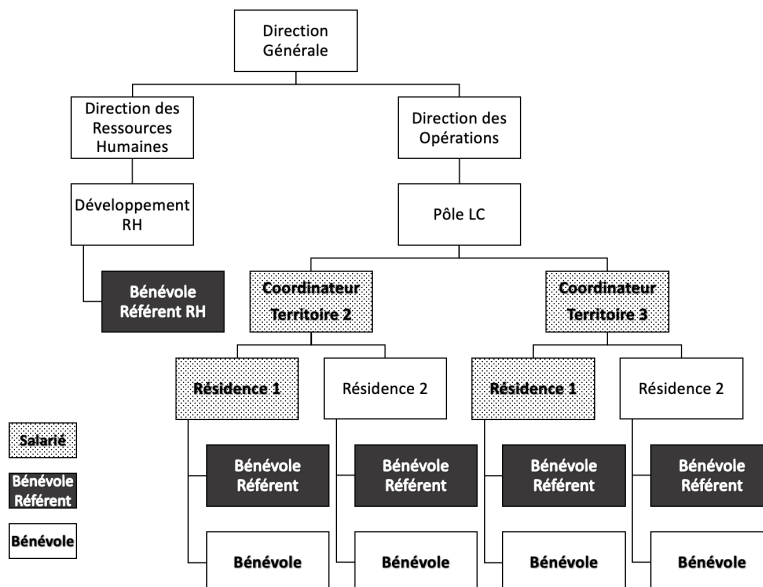 Direction
Générale
Direction des
Ressources
Humaines
Direction des
Opérations
Développement
RH
Pôle LC
Bénévole
Référent RH
Coordinateur
Territoire 2
Coordinateur
Territoire 3
Résidence 1
Résidence 2
Résidence 1
Résidence 2
Salarié
Bénévole
Référent
Bénévole
Référent
Bénévole
Référent
Bénévole
Référent
Bénévole
Référent
Bénévole
Bénévole
Bénévole
Bénévole
Bénévole